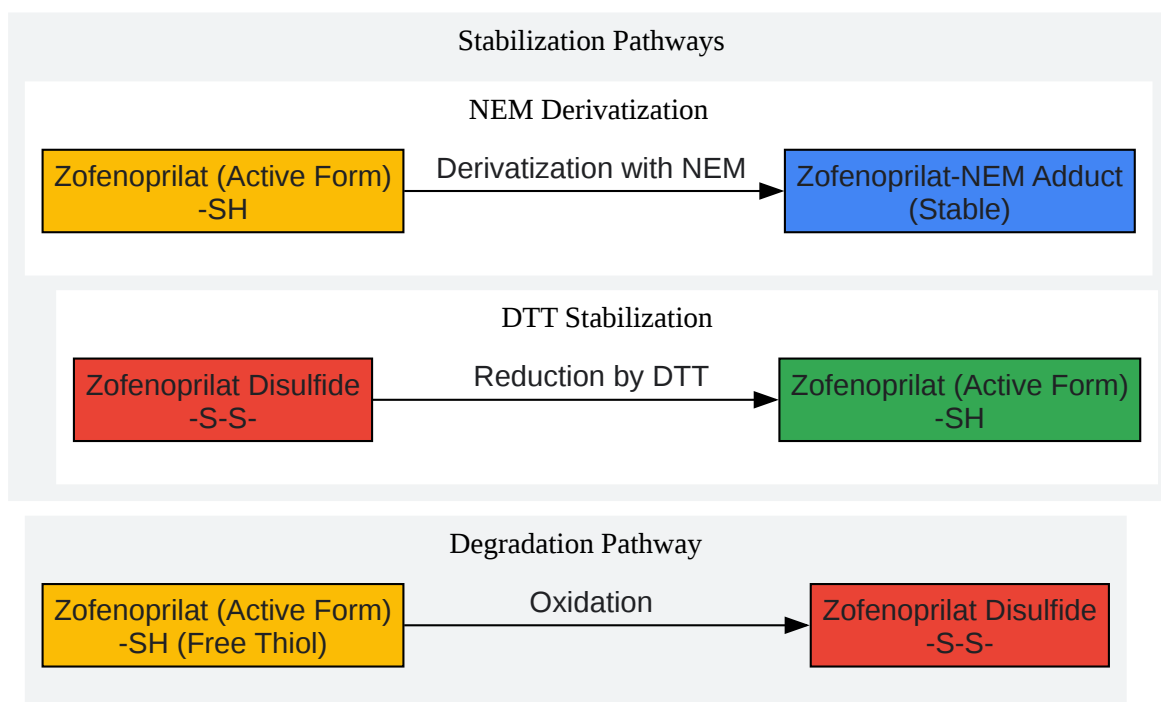 Stabilization Pathways
NEM Derivatization
Zofenoprilat (Active Form)
-SH
Derivatization with NEM
Zofenoprilat-NEM Adduct
(Stable)
DTT Stabilization
Zofenoprilat Disulfide
-S-S-
Reduction by DTT
Zofenoprilat (Active Form)
-SH
Degradation Pathway
Zofenoprilat (Active Form)
-SH (Free Thiol)
Oxidation
Zofenoprilat Disulfide
-S-S-